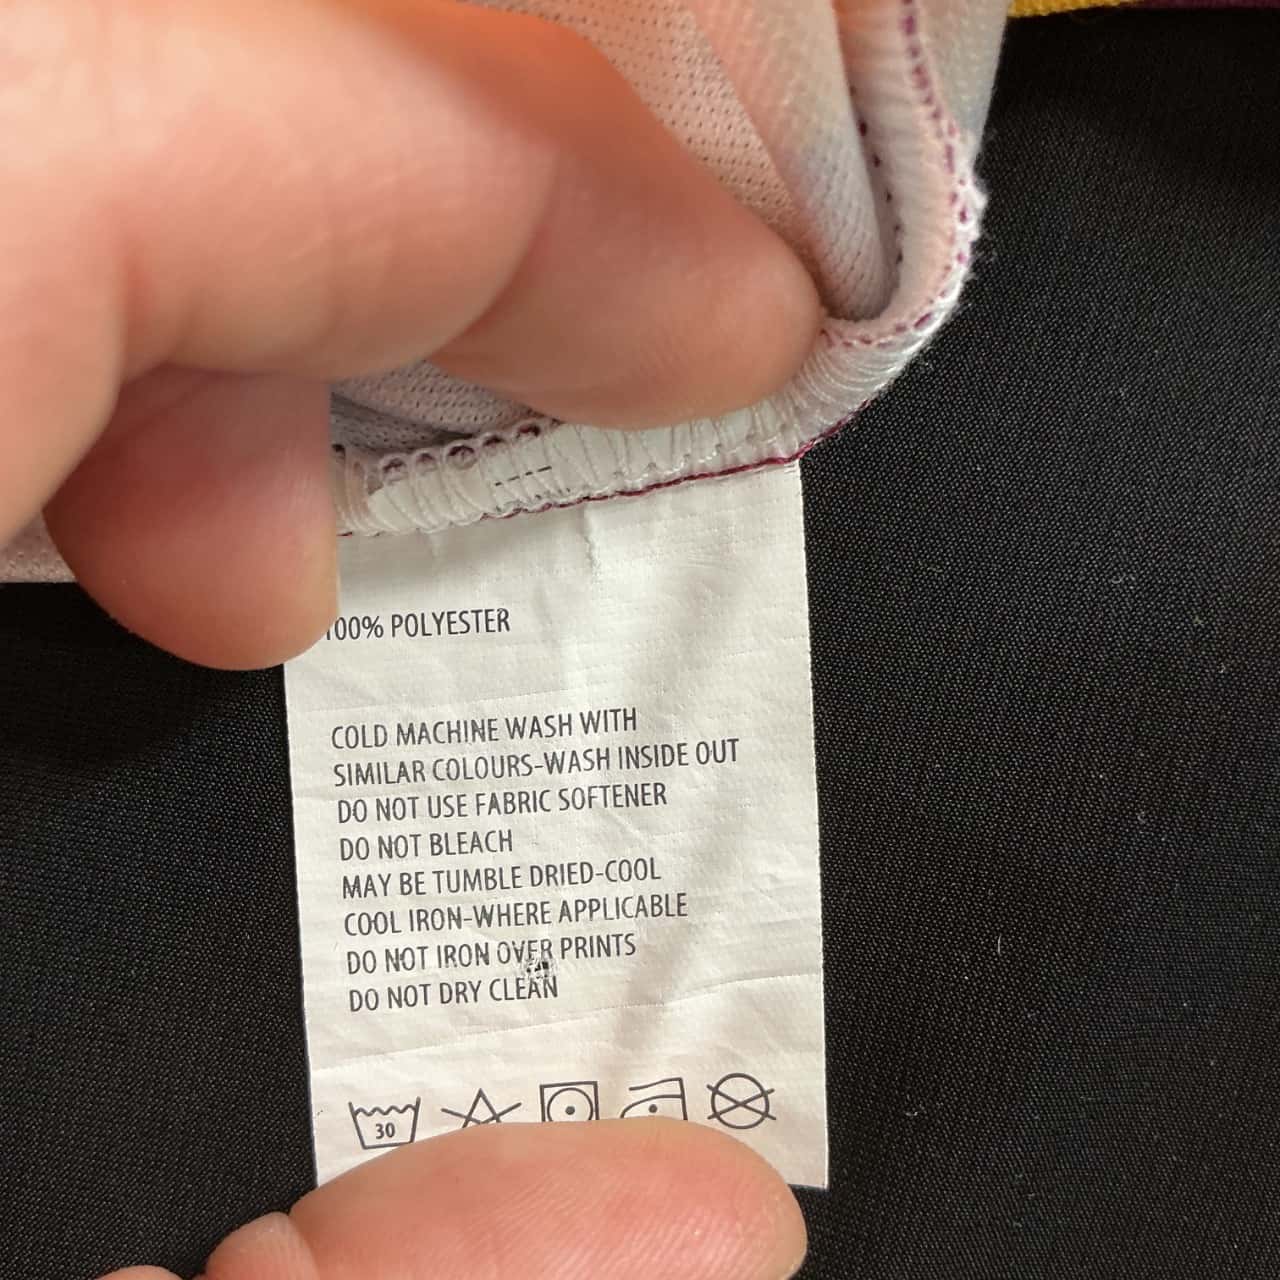 100% POLYESTER
COLD MACHINE WASH WITH
SIMILAR COLOURS-WASH INSIDE OUT
DO NOT USE FABRIC SOFTENER
DO NOT BLEACH
MAY BE TUMBLE DRIED-COOL
COOL IRON-WHERE APPLICABLE
DO NOT IRON OVER PRINTS
DO NOT DRY CLEAN
30